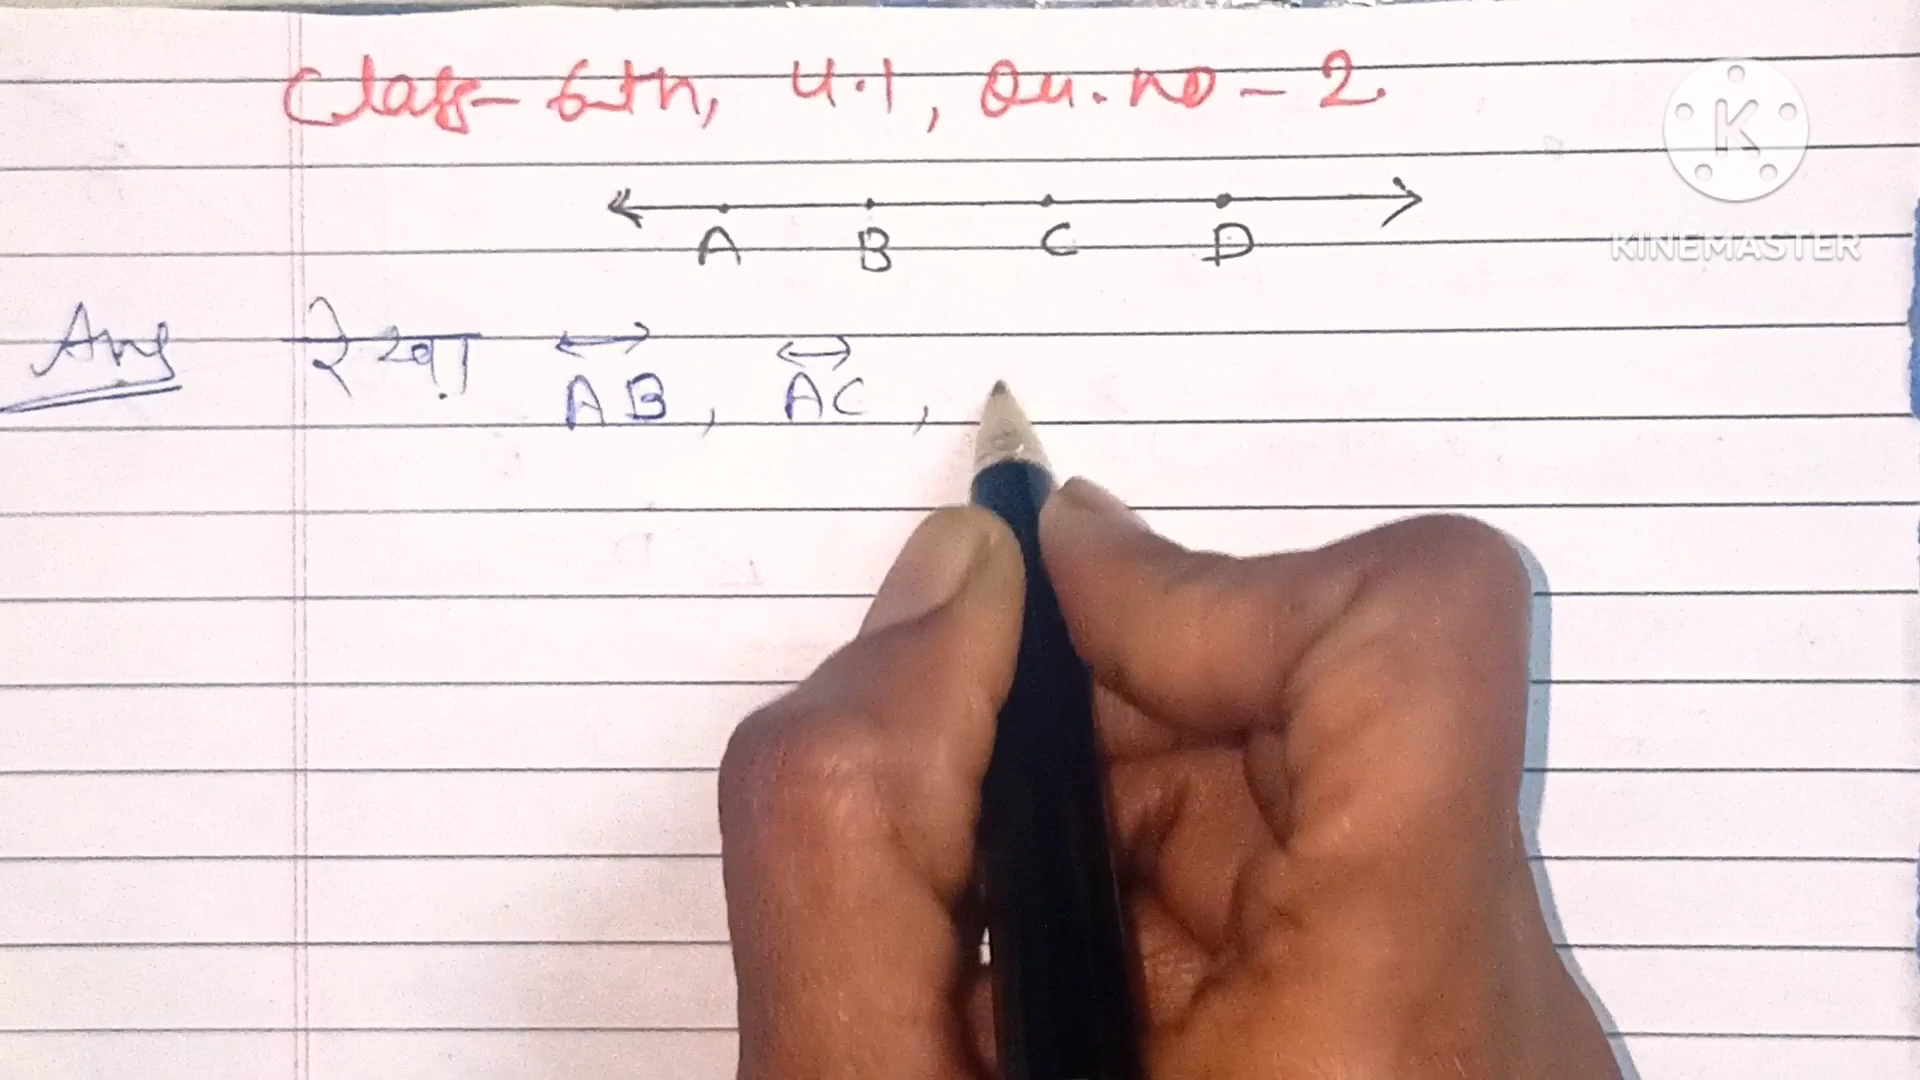 Class-6th, 4.1, Qu.no-2.
K
KINEMASTER
A B C D
Ans रेखा AB, AC,